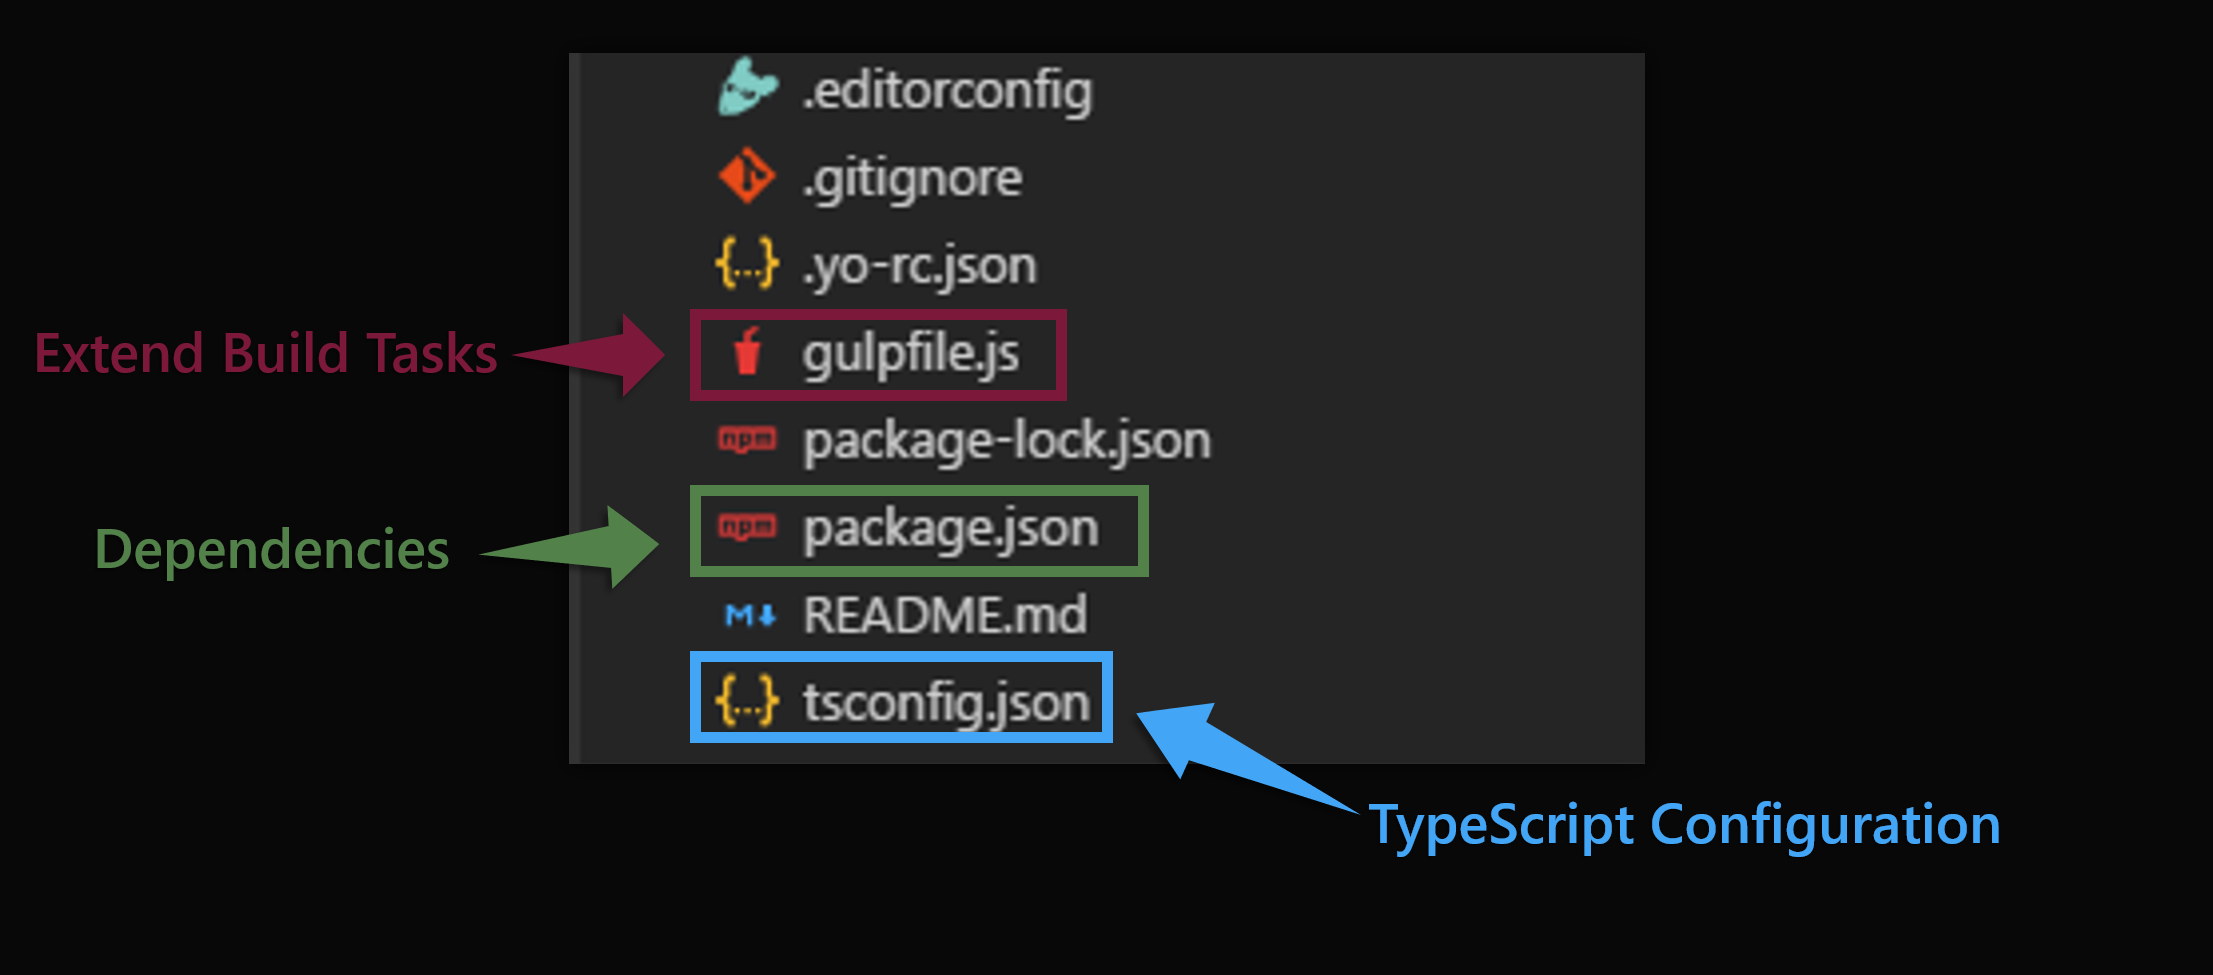 .editorconfig
.gitignore
{...} .yo-rc.json
Extend Build Tasks
gulpfile.js
npm package-lock.json
Dependencies
npm package.json
M README.md
{...} tsconfig.json
TypeScript Configuration